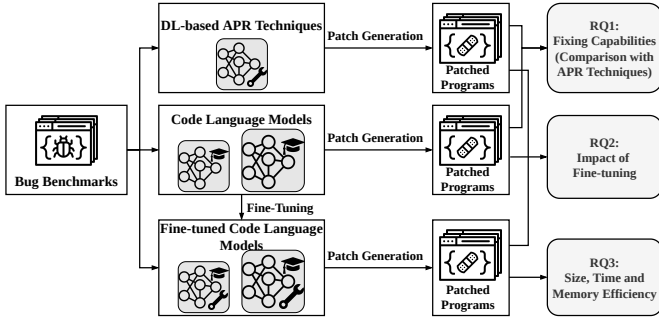 DL-based APR Techniques
Patch Generation
Patched
Programs
RQ1:
Fixing Capabilities
(Comparison with
APR Techniques)
Bug Benchmarks
Code Language Models
Patch Generation
Patched
Programs
RQ2:
Impact of
Fine-tuning
Fine-Tuning
Fine-tuned Code Language
Models
Patch Generation
Patched
Programs
RQ3:
Size, Time and
Memory Efficiency